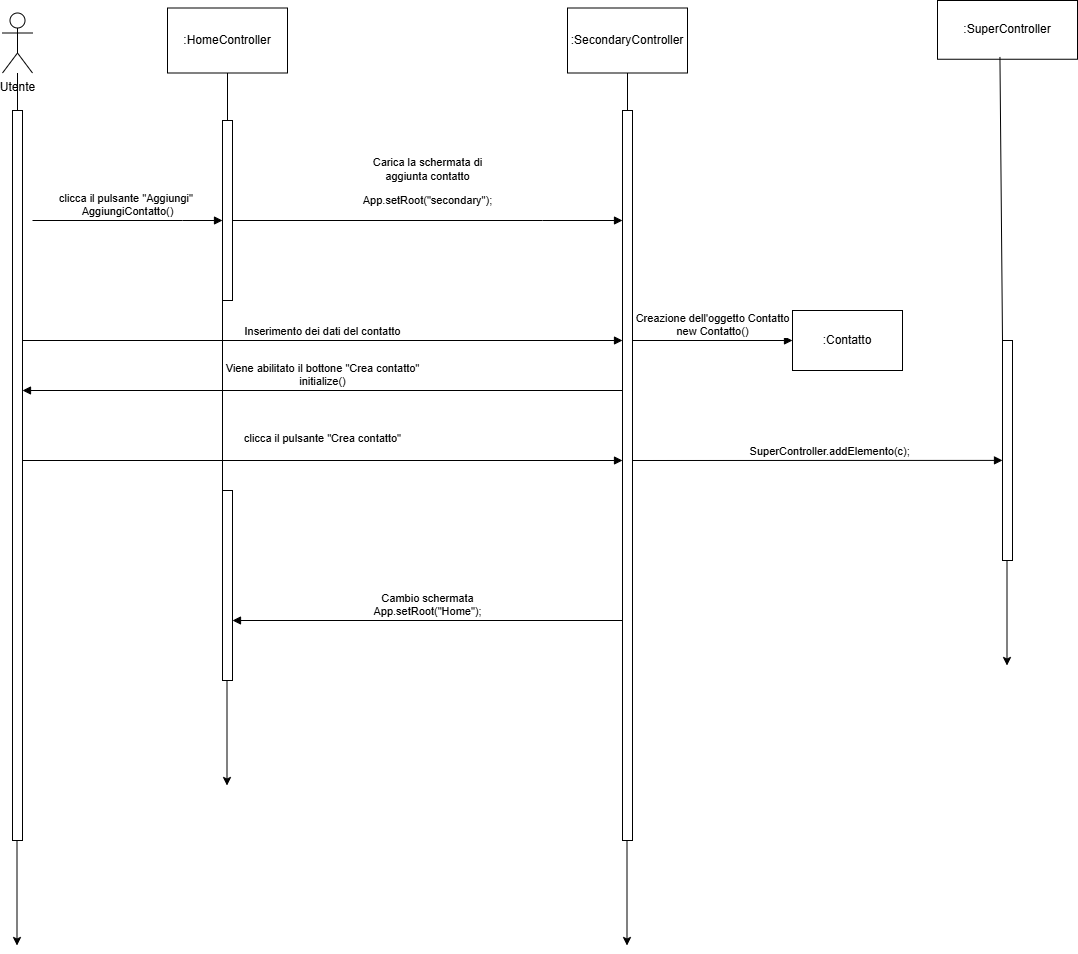 :HomeController
:SecondaryController
:SuperController
Utente
Carica la schermata di
aggiunta contatto
clicca il pulsante "Aggiungi"
AggiungiContatto()
App.setRoot("secondary");
Inserimento dei dati del contatto
Creazione dell'oggetto Contatto
new Contatto()
:Contatto
Viene abilitato il bottone "Crea contatto"
initialize()
clicca il pulsante "Crea contatto"
SuperController.addElemento(c);
Cambio schermata
App.setRoot("Home");